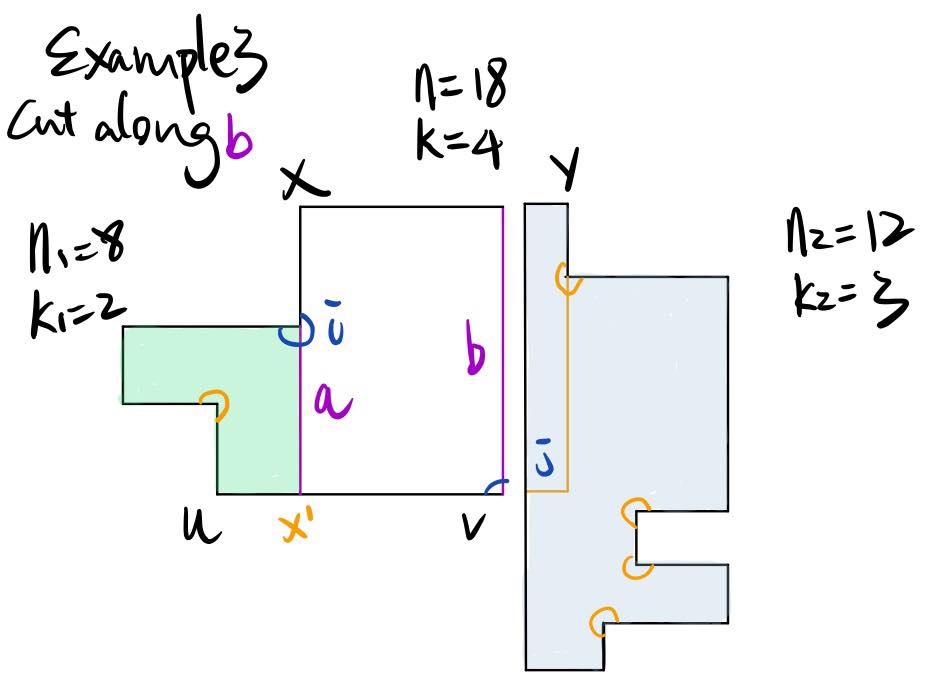 Example3
Cut along b
n=18
k=4
X
Y
n₁=8
k₁=2
n₂=12
k₂=3
ū
a
b
ū
u
x'
v